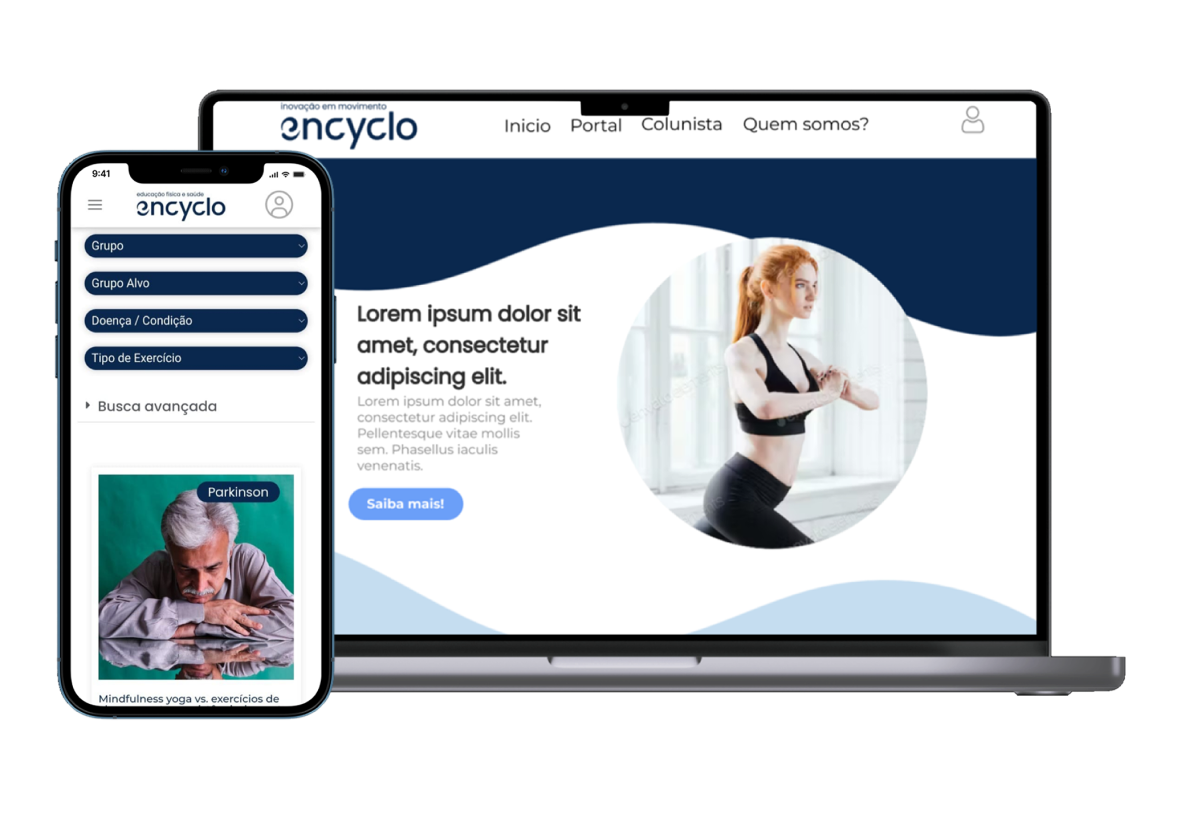 inovação em movimento
encyclo
Inicio Portal Colunista Quem somos?
Lorem ipsum dolor sit
amet, consectetur
adipiscing elit.
Lorem ipsum dolor sit amet,
consectetur adipiscing elit.
Pellentesque vitae mollis
sem. Phasellus iaculis
venenatis.
Saiba mais!
9:41
educação física e saúde
encyclo
Grupo
Grupo Alvo
Doença / Condição
Tipo de Exercício
Busca avançada
Parkinson
Mindfulness yoga vs. exercícios de